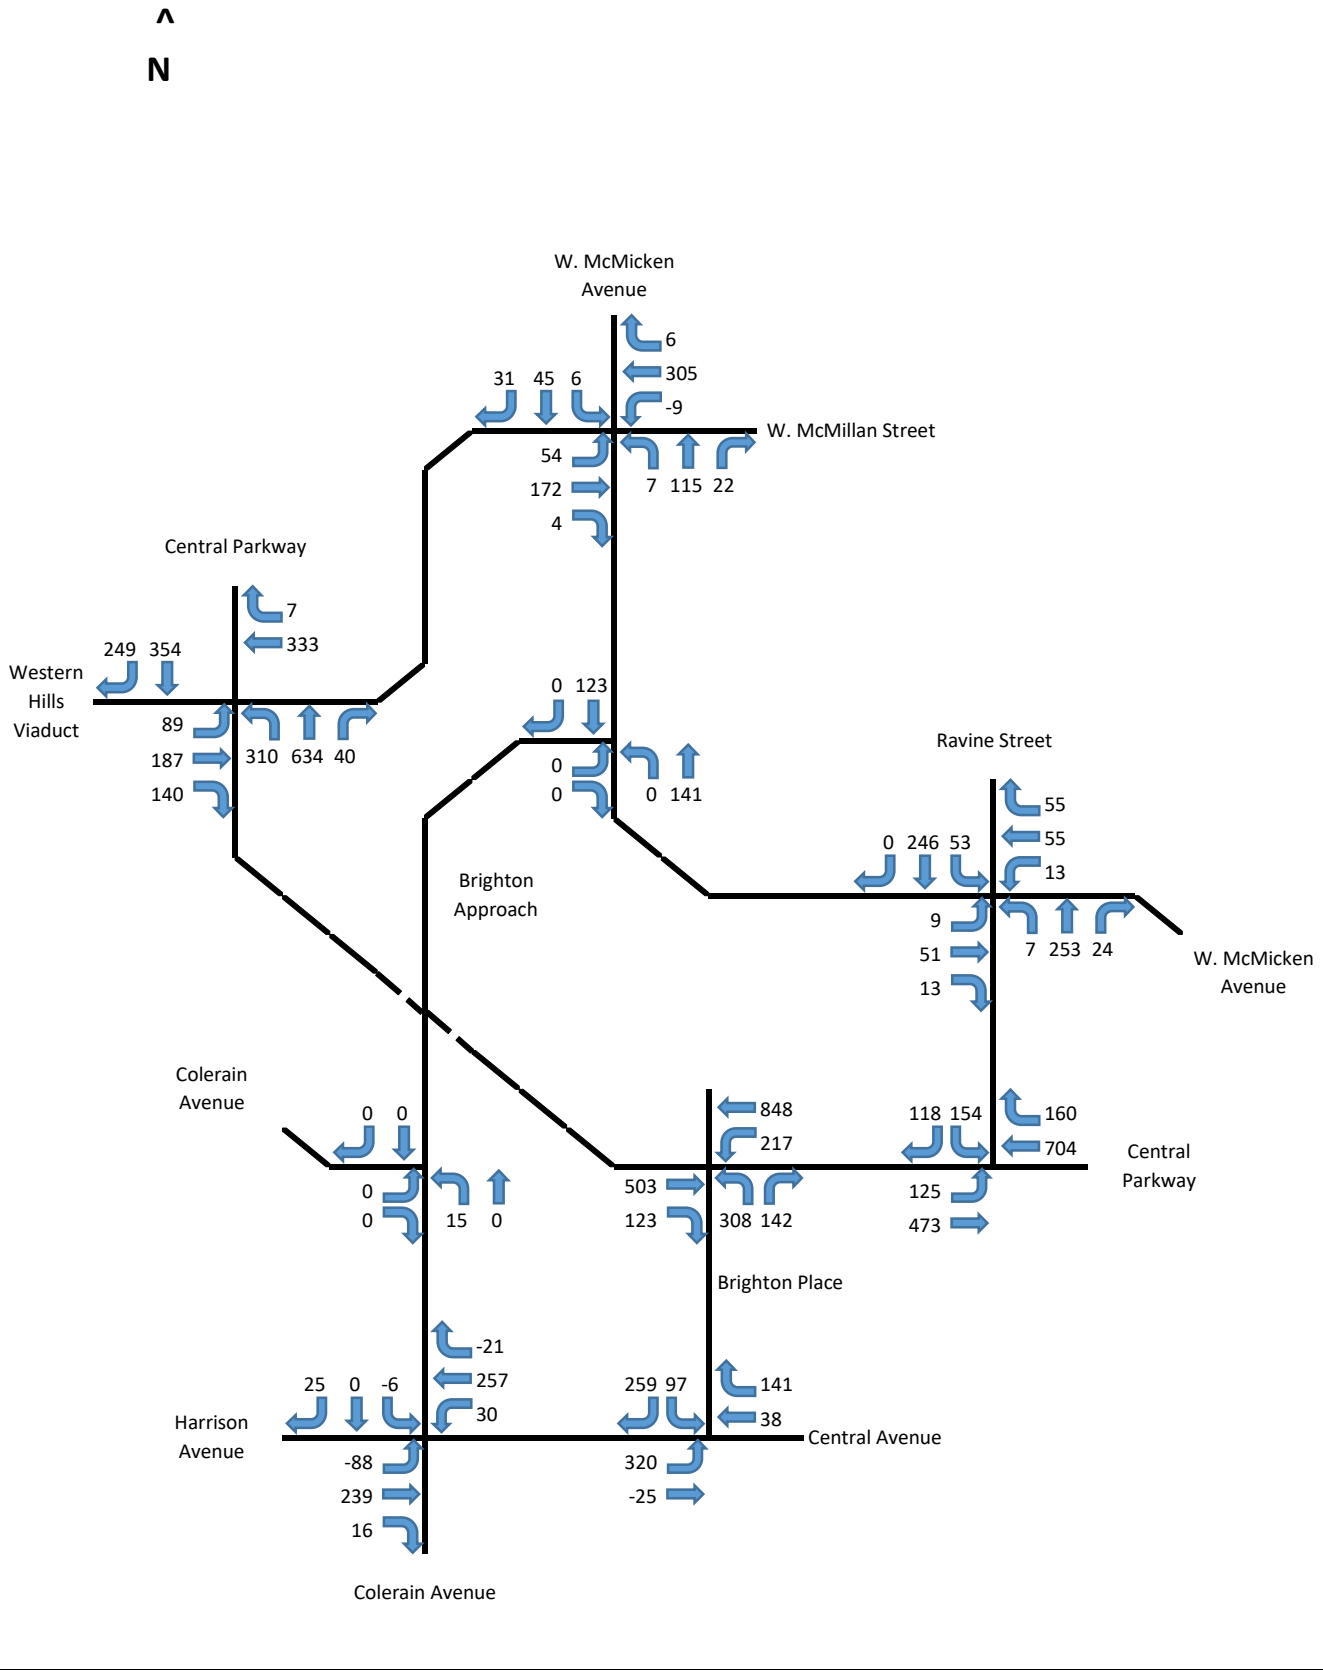 ^
N
W. McMicken
Avenue
6
31 45 6
305
-9
W. McMillan Street
54
172
7 115 22
4
Central Parkway
7
249 354
333
Western
Hills
Viaduct
89
187
310 634 40
140
0 123
0
0
0 141
Ravine Street
55
0 246 53
55
13
Brighton
Approach
9
51
7 253 24
13
W. McMicken
Avenue
Colerain
Avenue
0 0
0
0
15 0
848
217
503
123
308 142
118 154
160
704
Central
Parkway
125
473
Brighton Place
-21
25 0 -6
257
30
Harrison
Avenue
-88
239
16
259 97
141
38
Central Avenue
320
-25
Colerain Avenue